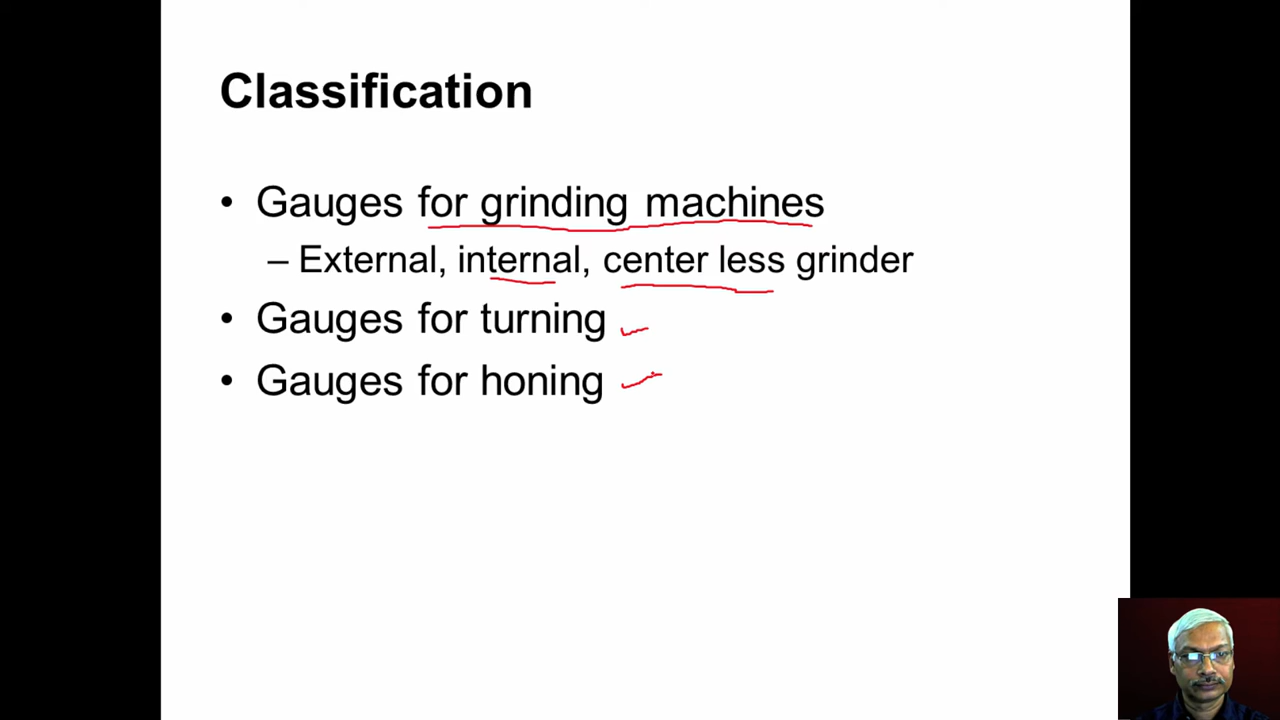 Classification
• Gauges for grinding machines
– External, internal, center less grinder
• Gauges for turning
• Gauges for honing